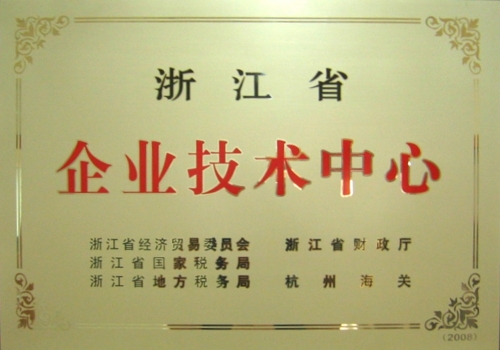 浙江省
企业技术中心
浙江省经济贸易委员会 浙江省财政厅
浙江省国家税务局
浙江省地方税务局 杭州海关
(2008)